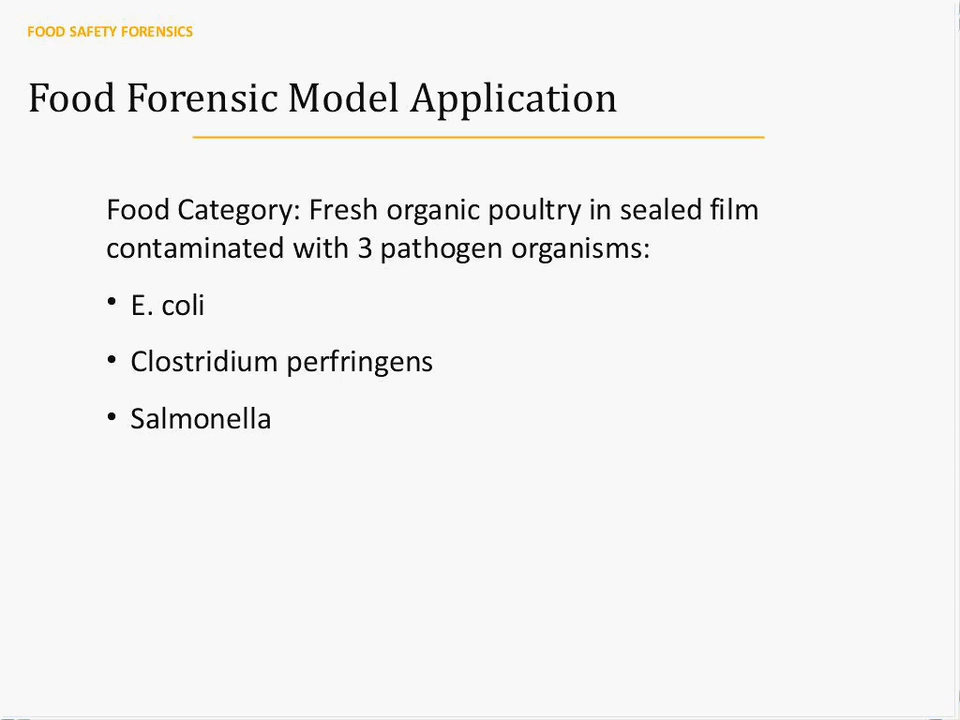 FOOD SAFETY FORENSICS
Food Forensic Model Application
Food Category: Fresh organic poultry in sealed film
contaminated with 3 pathogen organisms:
• E. coli
• Clostridium perfringens
• Salmonella